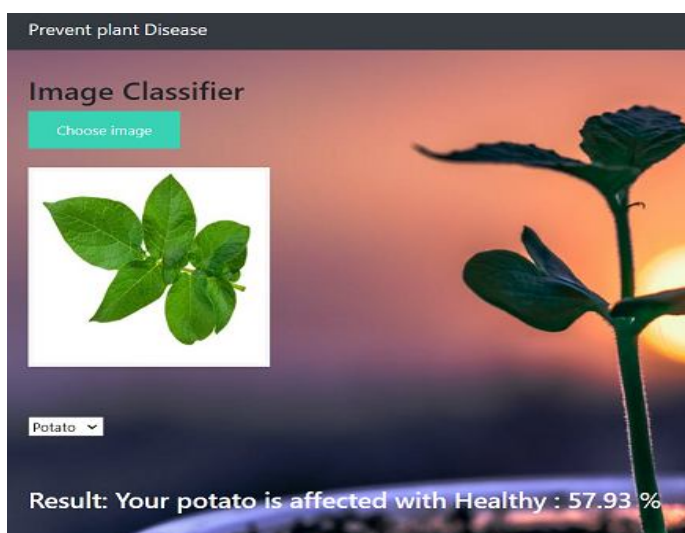 Prevent plant Disease
Image Classifier
Choose image
Potato
Result: Your potato is affected with Healthy : 57.93 %